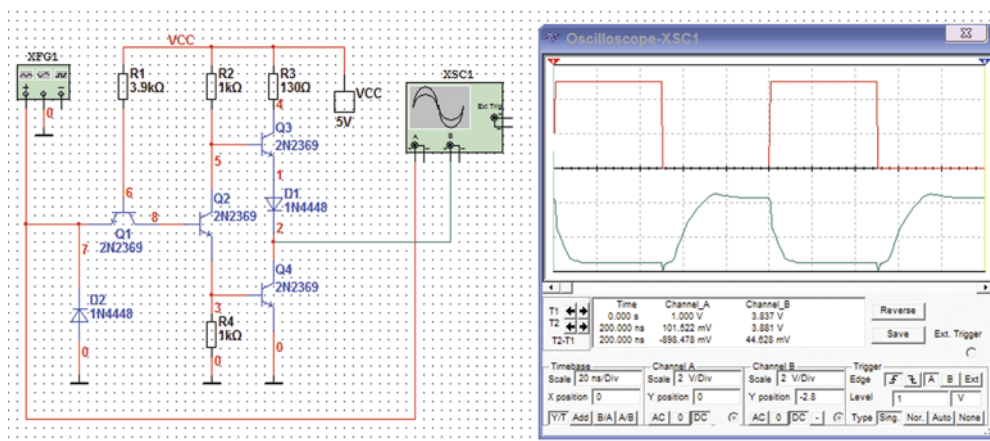 VCC
XFG1
0
R1
3.9kΩ
R2
1kΩ
R3
130Ω
VCC
5V
4
Q3
2N2369
5
1
D1
1N4448
2
6
8
Q1
2N2369
Q2
2N2369
7
Q4
2N2369
D2
1N4448
3
R4
1kΩ
0
0
0
XSC1
Ext Trig
A
B
Oscilloscope-XSC1
Time Channel_A Channel_B
T1 0.000 s 1.000 V 3.837 V
T2 200.000 ns 101.522 mV 3.881 V
T2-T1 200.000 ns -898.478 mV 44.628 mV
Reverse
Save
Ext. Trigger
Timebase
Scale 20 ns/Div
X position 0
Y/T Add B/A A/B
Channel A
Scale 2 V/Div
Y position 0
AC 0 DC
Channel B
Scale 2 V/Div
Y position -2.8
AC 0 DC -
Trigger
Edge A B Ext
Level 1 V
Type Sing. Nor. Auto None